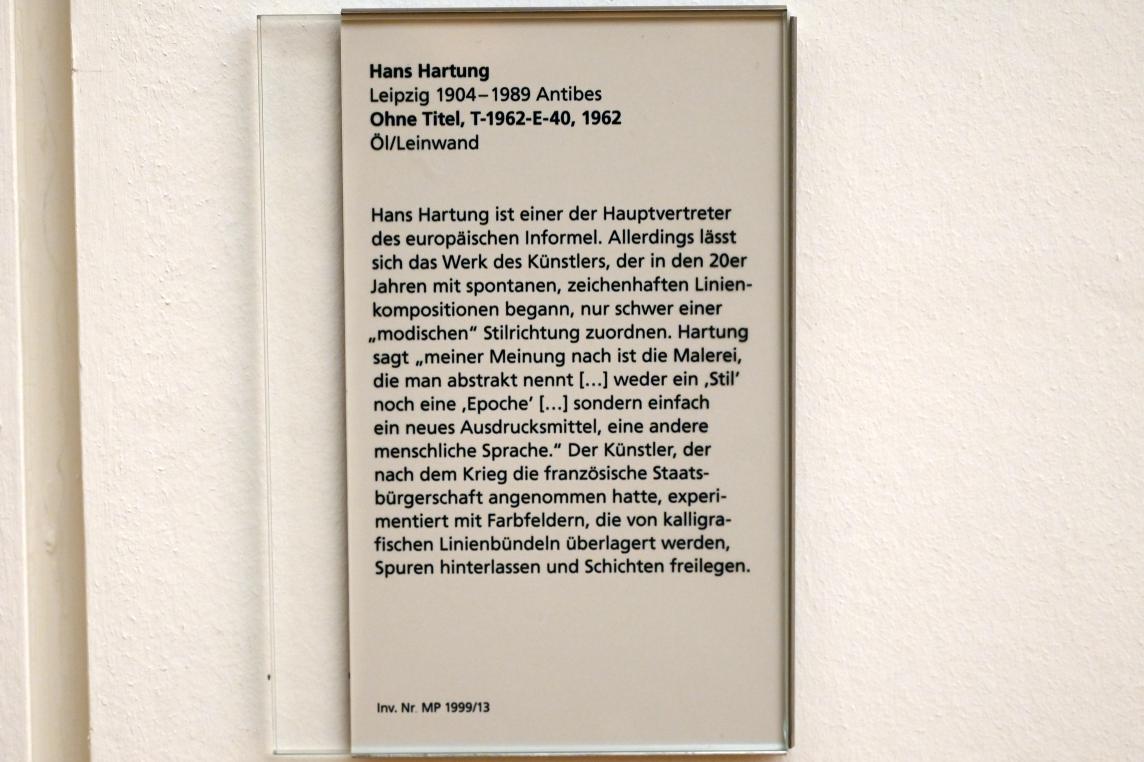 Hans Hartung
Leipzig 1904–1989 Antibes
Ohne Titel, T-1962-E-40, 1962
Öl/Leinwand
Hans Hartung ist einer der Hauptvertreter
des europäischen Informel. Allerdings lässt
sich das Werk des Künstlers, der in den 20er
Jahren mit spontanen, zeichenhaften Linien-
kompositionen begann, nur schwer einer
„modischen“ Stilrichtung zuordnen. Hartung
sagt „meiner Meinung nach ist die Malerei,
die man abstrakt nennt [...] weder ein ‚Stil’
noch eine ‚Epoche’ [...] sondern einfach
ein neues Ausdrucksmittel, eine andere
menschliche Sprache.“ Der Künstler, der
nach dem Krieg die französische Staats-
bürgerschaft angenommen hatte, experi-
mentiert mit Farbfeldern, die von kalligra-
fischen Linienbündeln überlagert werden,
Spuren hinterlassen und Schichten freilegen.
Inv. Nr. MP 1999/13